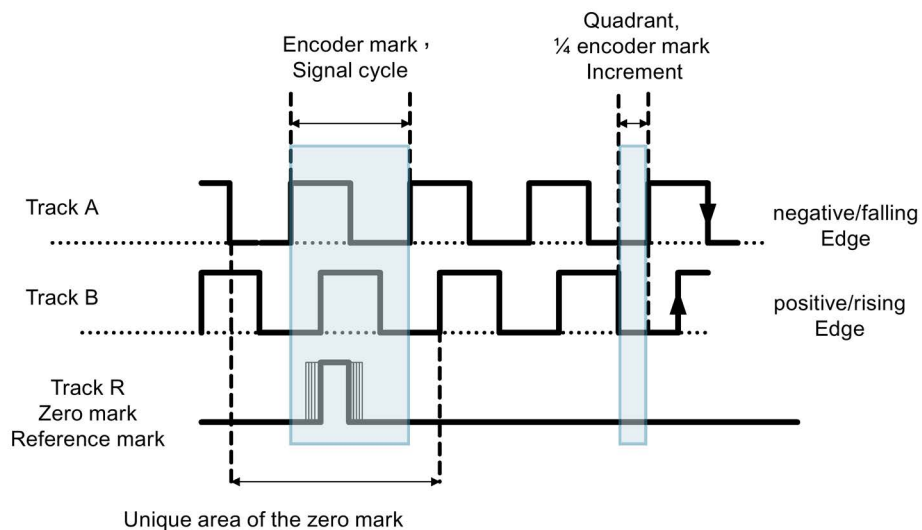 Encoder mark ,
Signal cycle
Quadrant,
¼ encoder mark
Increment
Track A
negative/falling
Edge
Track B
positive/rising
Edge
Track R
Zero mark
Reference mark
Unique area of the zero mark